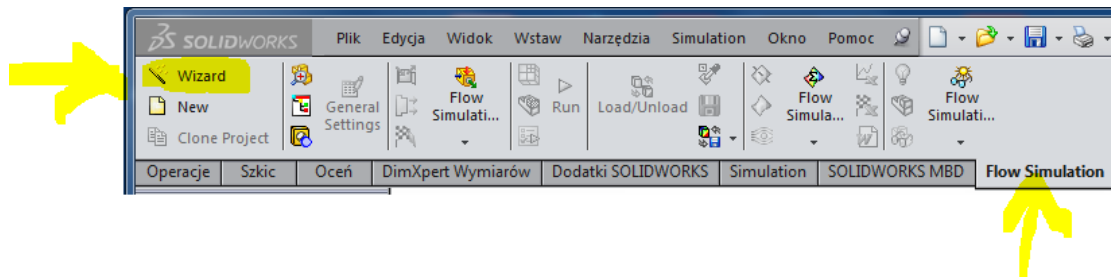 SOLIDWORKS Plik Edycja Widok Wstaw Narzędzia Simulation Okno Pomoc
Wizard
New
Clone Project
General
Settings
Flow
Simulati...
Run
Load/Unload
Flow
Simula...
Flow
Simulati...
Operacje Szkic Oceń DimXpert Wymiarów Dodatki SOLIDWORKS Simulation SOLIDWORKS MBD Flow Simulation